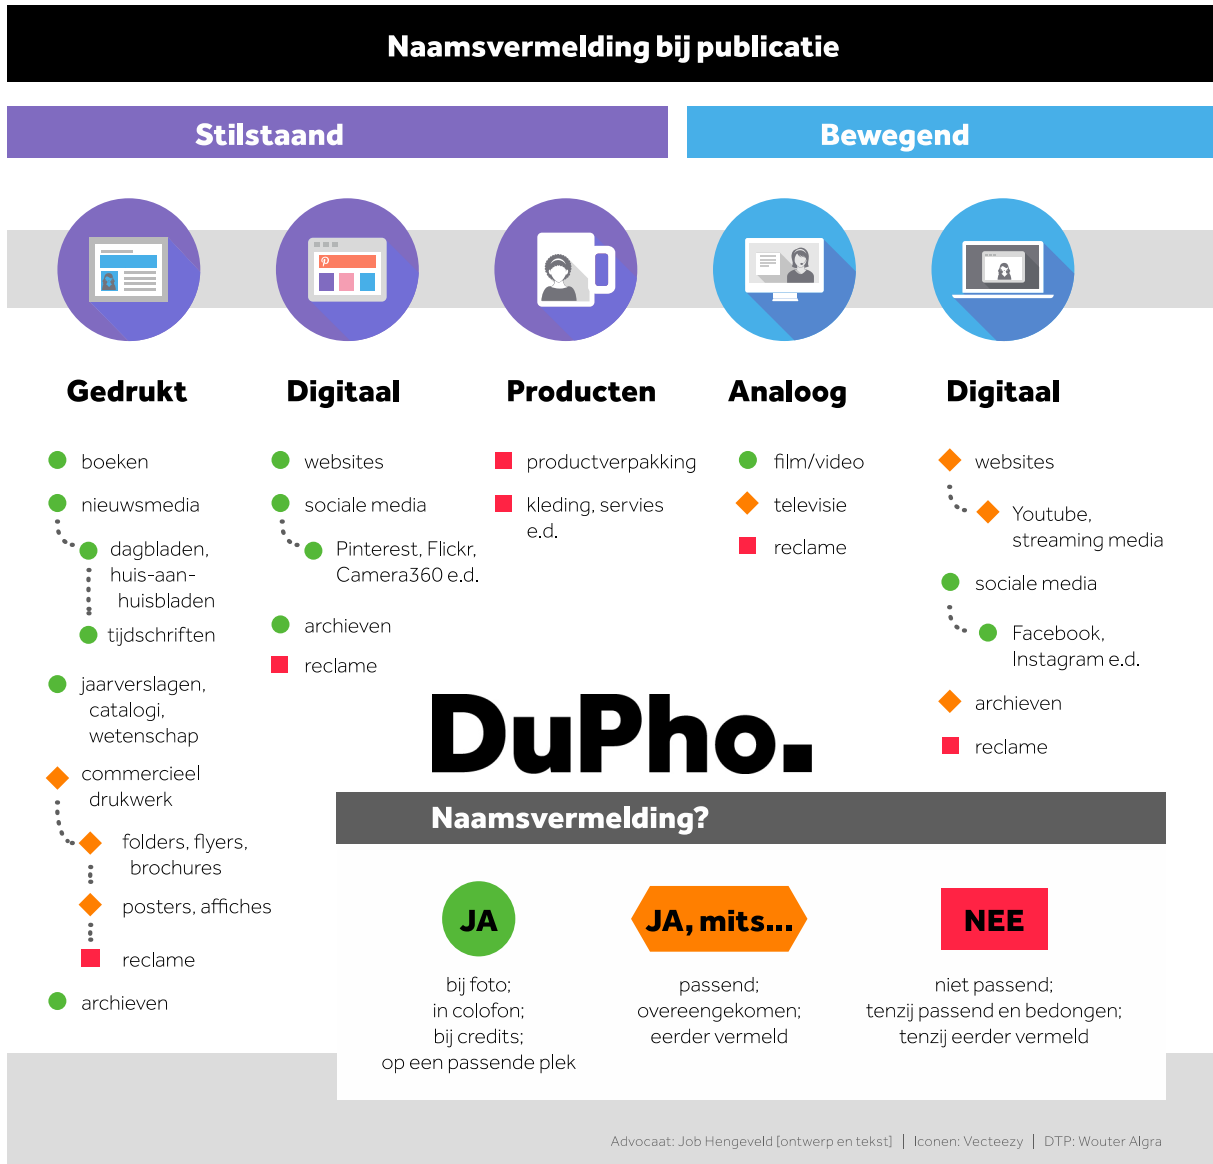 Naamsvermelding bij publicatie
Stilstaand
Bewegend
Gedrukt
boeken
nieuwsmedia
dagbladen,
huis-aan-
huisbladen
tijdschriften
jaarverslagen,
catalogi,
wetenschap
commercieel
drukwerk
folders, flyers,
brochures
posters, affiches
reclame
archieven
Digitaal
websites
sociale media
Pinterest, Flickr,
Camera360 e.d.
archieven
reclame
Producten
productverpakking
kleding, servies
e.d.
Analoog
film/video
televisie
reclame
Digitaal
websites
Youtube,
streaming media
sociale media
Facebook,
Instagram e.d.
archieven
reclame
DuPho.
Naamsvermelding?
JA
bij foto;
in colofon;
bij credits;
op een passende plek
JA, mits...
passend;
overeengekomen;
eerder vermeld
NEE
niet passend;
tenzij passend en bedongen;
tenzij eerder vermeld
Advocaat: Job Hengeveld [ontwerp en tekst] | Iconen: Vecteezy | DTP: Wouter Algra